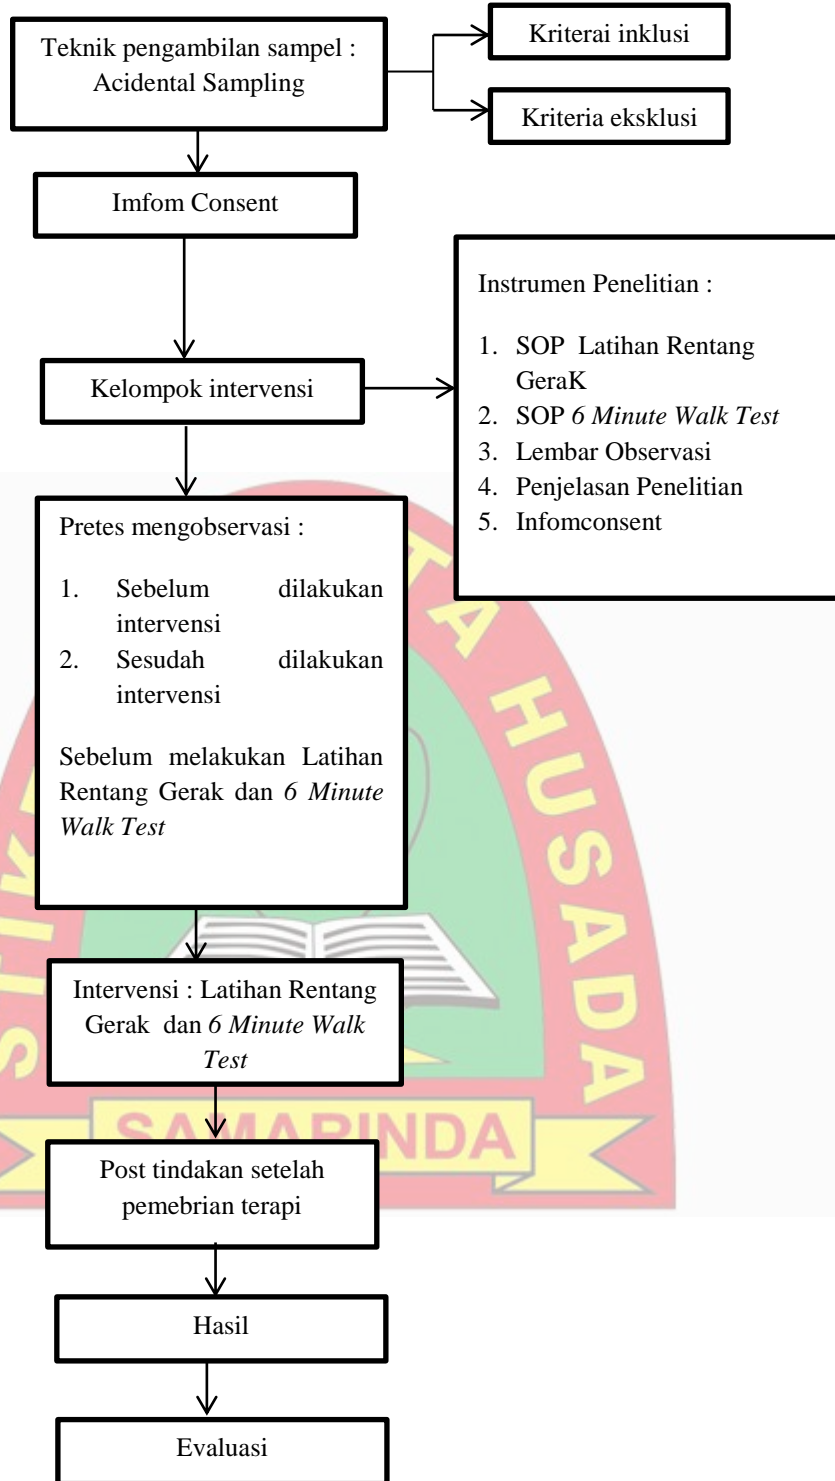 Teknik pengambilan sampel :
Acidental Sampling
Kriterai inklusi
Kriteria eksklusi
Imfom Consent
Kelompok intervensi
Instrumen Penelitian :
1. SOP Latihan Rentang
GeraK
2. SOP 6 Minute Walk Test
3. Lembar Observasi
4. Penjelasan Penelitian
5. Infomconsent
Pretes mengobservasi :
1. Sebelum dilakukan
intervensi
2. Sesudah dilakukan
intervensi
Sebelum melakukan Latihan
Rentang Gerak dan 6 Minute
Walk Test
Intervensi : Latihan Rentang
Gerak dan 6 Minute Walk
Test
Post tindakan setelah
pemebrian terapi
Hasil
Evaluasi
TA HUSADA
SAMARINDA